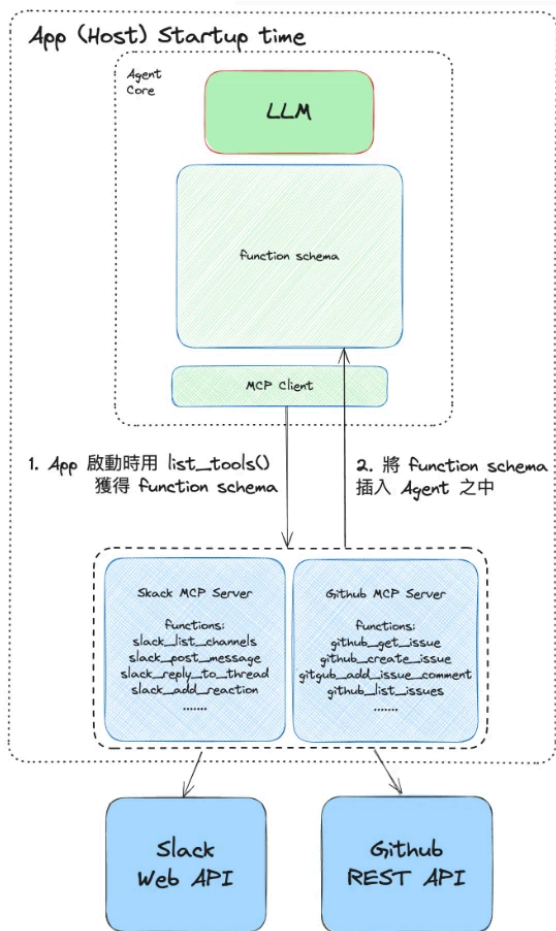 App (Host) Startup time
Agent
Core
LLM
function schema
MCP Client
1. App 啟動時用 list_tools()
獲得 function schema
2. 將 function schema
插入 Agent 之中
Skack MCP Server
functions:
slack_list_channels
slack_post_message
slack_reply_to_thread
slack_add_reaction
.......
Github MCP Server
functions:
github_get_issue
github_create_issue
gitgub_add_issue_comment
github_list_issues
.......
Slack
Web API
Github
REST API